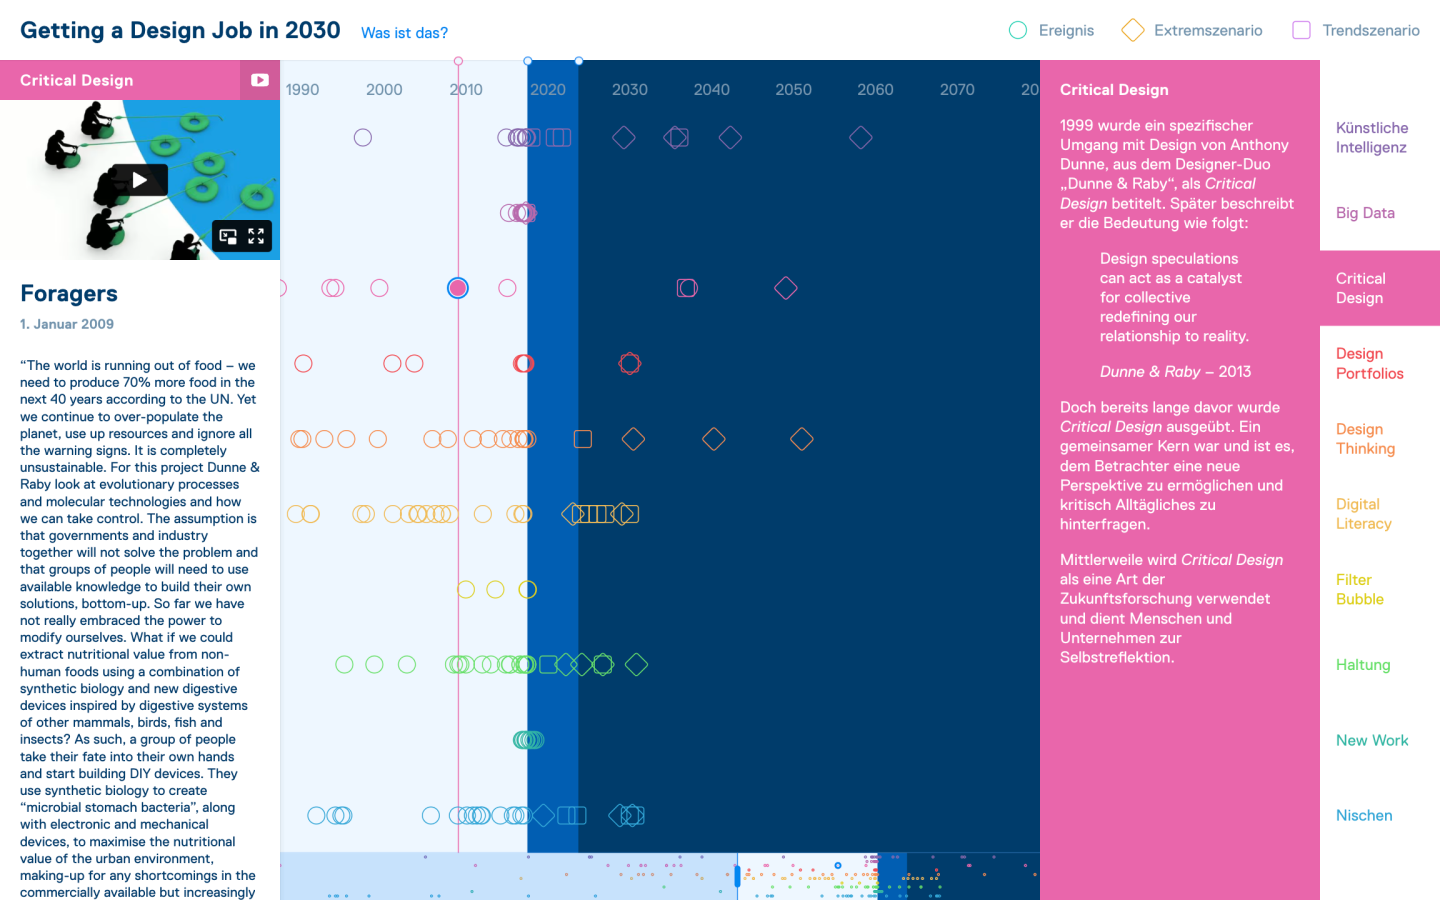 Getting a Design Job in 2030
Was ist das?
Ereignis
Extremszenario
Trendszenario
Critical Design
Foragers
1. Januar 2009
“The world is running out of food – we
need to produce 70% more food in the
next 40 years according to the UN. Yet
we continue to over-populate the
planet, use up resources and ignore all
the warning signs. It is completely
unsustainable. For this project Dunne &
Raby look at evolutionary processes
and molecular technologies and how
we can take control. The assumption is
that governments and industry
together will not solve the problem and
that groups of people will need to use
available knowledge to build their own
solutions, bottom-up. So far we have
not really embraced the power to
modify ourselves. What if we could
extract nutritional value from non-
human foods using a combination of
synthetic biology and new digestive
devices inspired by digestive systems
of other mammals, birds, fish and
insects? As such, a group of people
take their fate into their own hands
and start building DIY devices. They
use synthetic biology to create
“microbial stomach bacteria”, along
with electronic and mechanical
devices, to maximise the nutritional
value of the urban environment,
making-up for any shortcomings in the
commercially available but increasingly
1990 2000 2010 2020 2030 2040 2050 2060 2070 20
Critical Design
1999 wurde ein spezifischer
Umgang mit Design von Anthony
Dunne, aus dem Designer-Duo
„Dunne & Raby“, als Critical
Design betitelt. Später beschreibt
er die Bedeutung wie folgt:
Design speculations
can act as a catalyst
for collective
redefining our
relationship to reality.
Dunne & Raby – 2013
Doch bereits lange davor wurde
Critical Design ausgeübt. Ein
gemeinsamer Kern war und ist es,
dem Betrachter eine neue
Perspektive zu ermöglichen und
kritisch Alltägliches zu
hinterfragen.
Mittlerweile wird Critical Design
als eine Art der
Zukunftsforschung verwendet
und dient Menschen und
Unternehmen zur
Selbstreflektion.
Künstliche
Intelligenz
Big Data
Critical
Design
Design
Portfolios
Design
Thinking
Digital
Literacy
Filter
Bubble
Haltung
New Work
Nischen